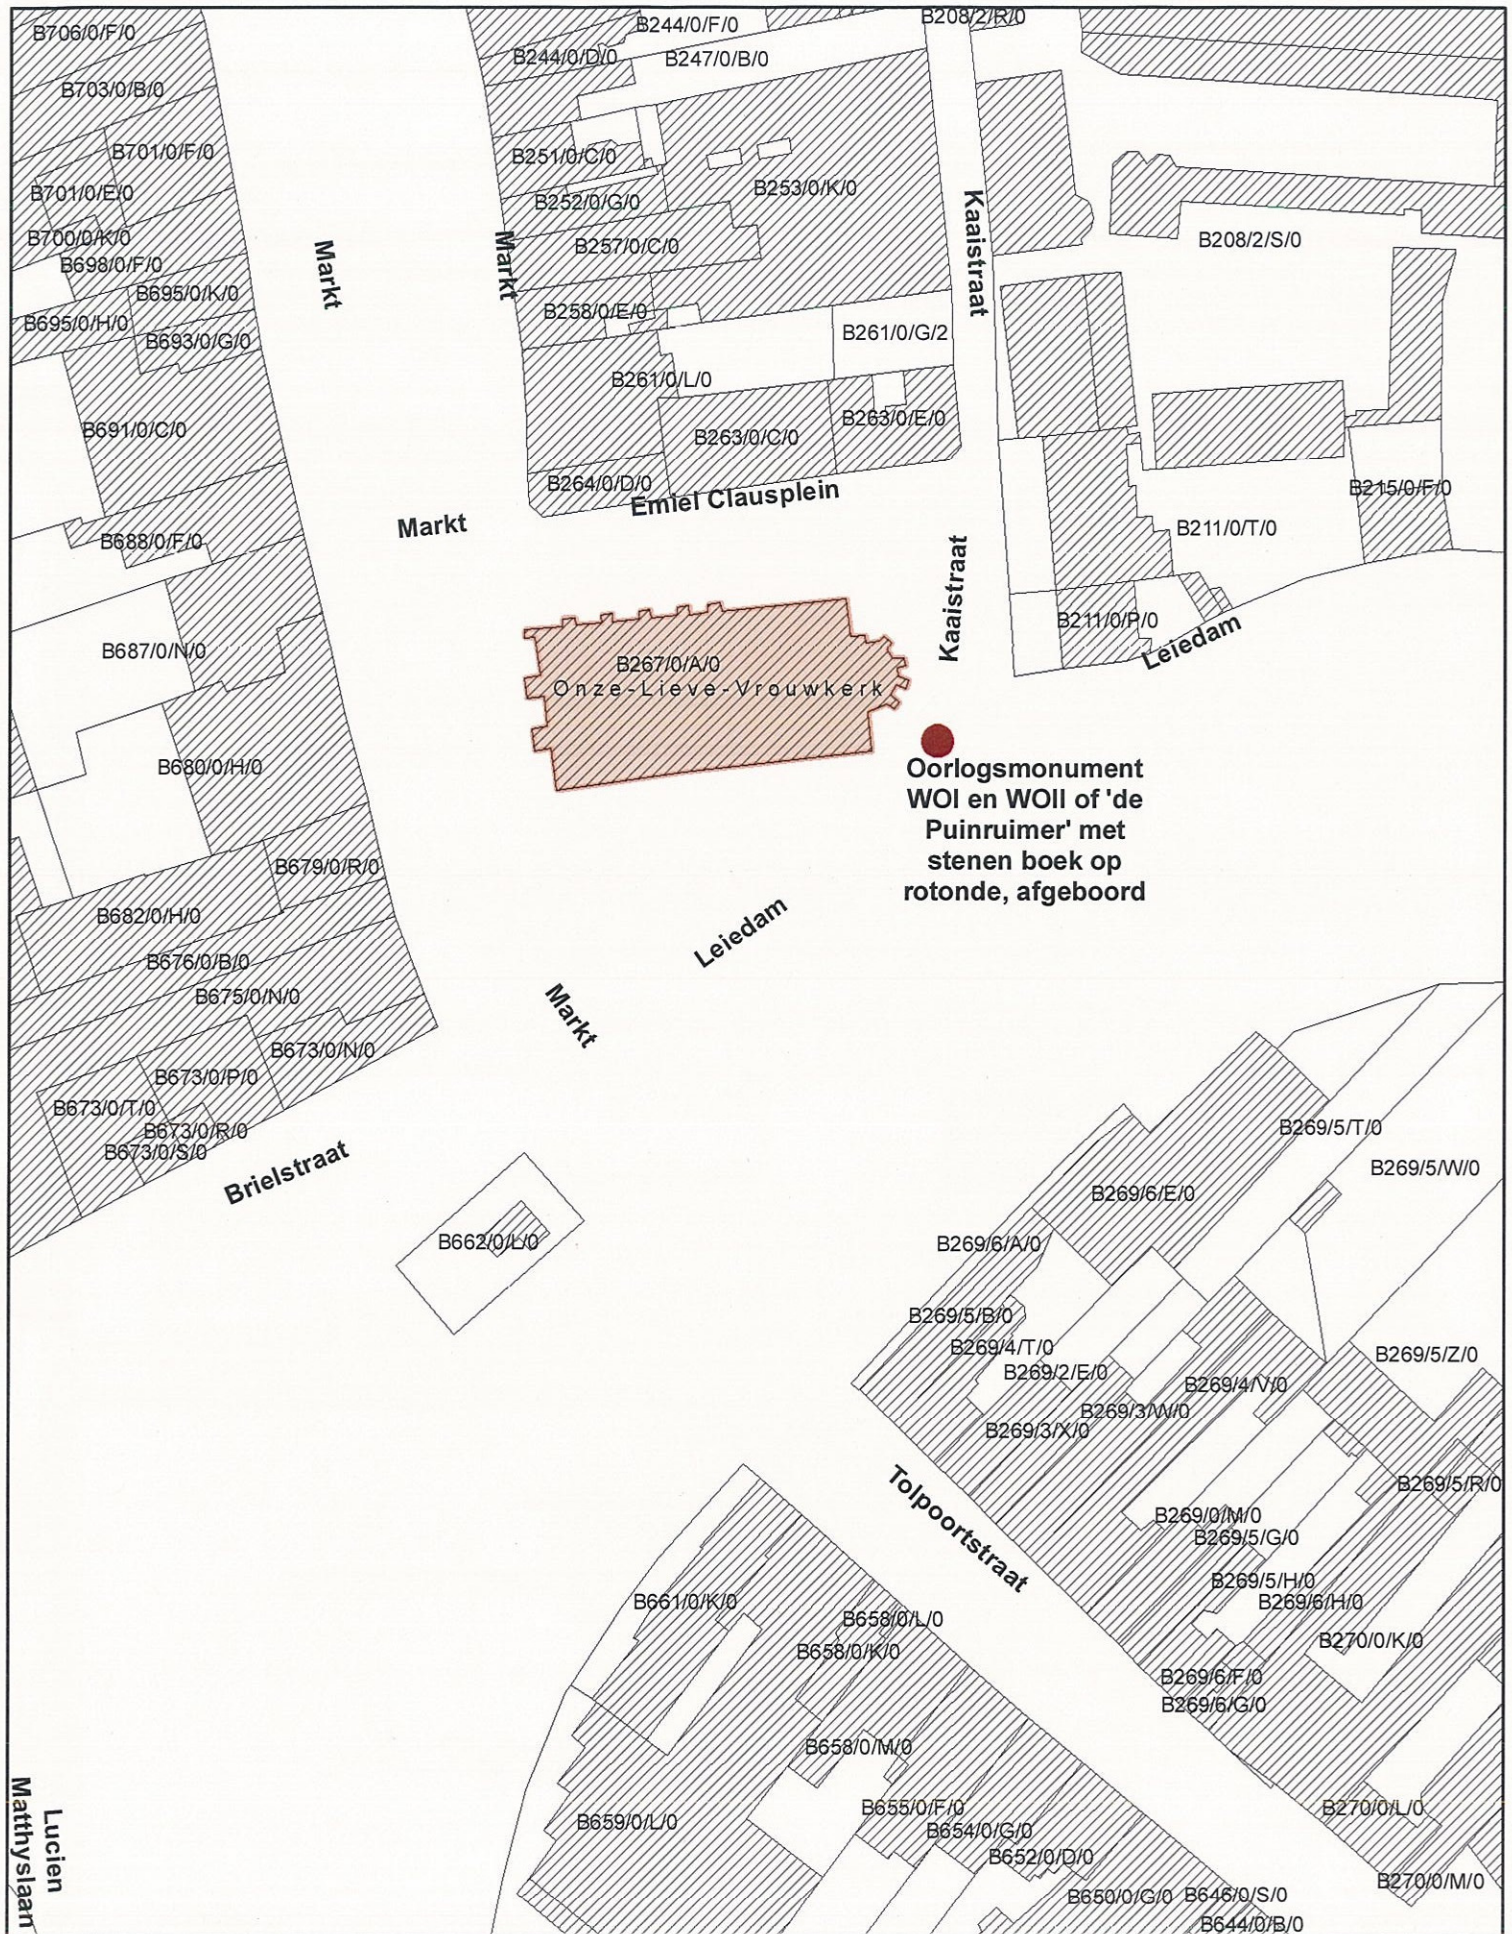 B706/0/F/0
B244/0/F/0
B208/2/R/0
B244/0/D/0
B247/0/B/0
B703/0/B/0
B701/0/F/0
B251/0/C/0
B253/0/K/0
B701/0/E/0
B252/0/G/0
B700/0/K/0
B257/0/C/0
B208/2/S/0
Kaaistraat
Markt
Markt
B698/0/F/0
B695/0/K/0
B258/0/E/0
B695/0/H/0
B693/0/G/0
B261/0/G/2
B261/0/L/0
B691/0/C/0
B263/0/C/0
B263/0/E/0
B264/0/D/0
B215/0/F/0
Emiel Clausplein
Markt
B211/0/T/0
B688/0/F/0
Kaaistraat
B211/0/P/0
Leiedam
B687/0/N/0
B267/0/A/0
Onze-Lieve-Vrouwkerk
B680/0/H/0
Oorlogsmonument
WOI en WOII of 'de
Puinruimer' met
stenen boek op
rotonde, afgeboord
B679/0/R/0
B682/0/H/0
Leiedam
B676/0/B/0
B675/0/N/0
Markt
B673/0/N/0
B673/0/P/0
B673/0/T/0
B673/0/R/0
B673/0/S/0
Brielstraat
B269/5/T/0
B269/5/W/0
B269/6/E/0
B662/0/L/0
B269/6/A/0
B269/5/B/0
B269/4/T/0
B269/5/Z/0
B269/2/E/0
B269/4/V/0
B269/3/W/0
B269/3/X/0
B269/5/R/0
Tolpoortstraat
B269/0/M/0
B269/5/G/0
B269/5/H/0
B269/6/H/0
B661/0/K/0
B658/0/L/0
B270/0/K/0
B658/0/K/0
B269/6/F/0
B269/6/G/0
B658/0/M/0
B655/0/F/0
B270/0/L/0
B659/0/L/0
B654/0/G/0
Lucien
Matthyslaan
B652/0/D/0
B270/0/M/0
B650/0/G/0
B646/0/S/0
B644/0/B/0